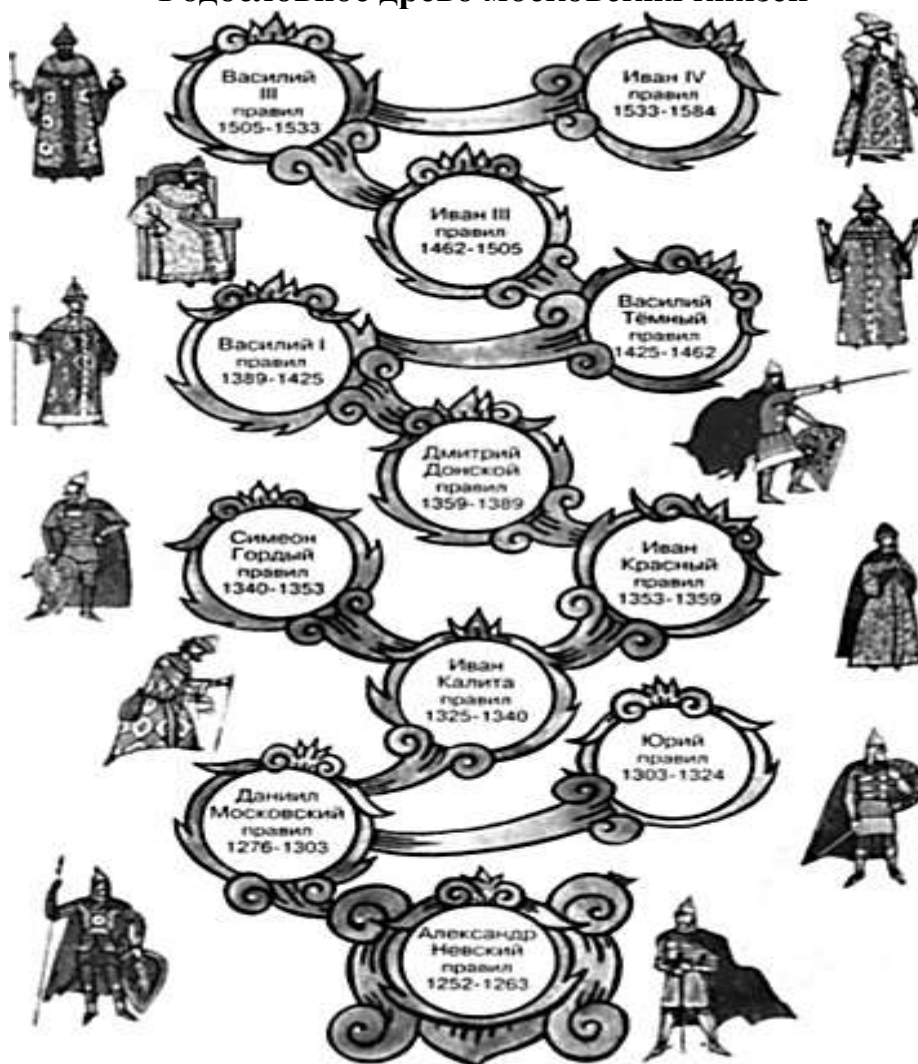 Родословное древо московских князей
Василий
III
правил
1505-1533
Иван IV
правил
1533-1584
Иван III
правил
1462-1505
Василий
Тёмный
правил
1425-1462
Василий I
правил
1389-1425
Дмитрий
Донской
правил
1359-1389
Симеон
Гордый
правил
1340-1353
Иван
Красный
правил
1353-1359
Иван
Калита
правил
1325-1340
Юрий
правил
1303-1324
Даниил
Московский
правил
1276-1303
Александр
Невский
правил
1252-1263